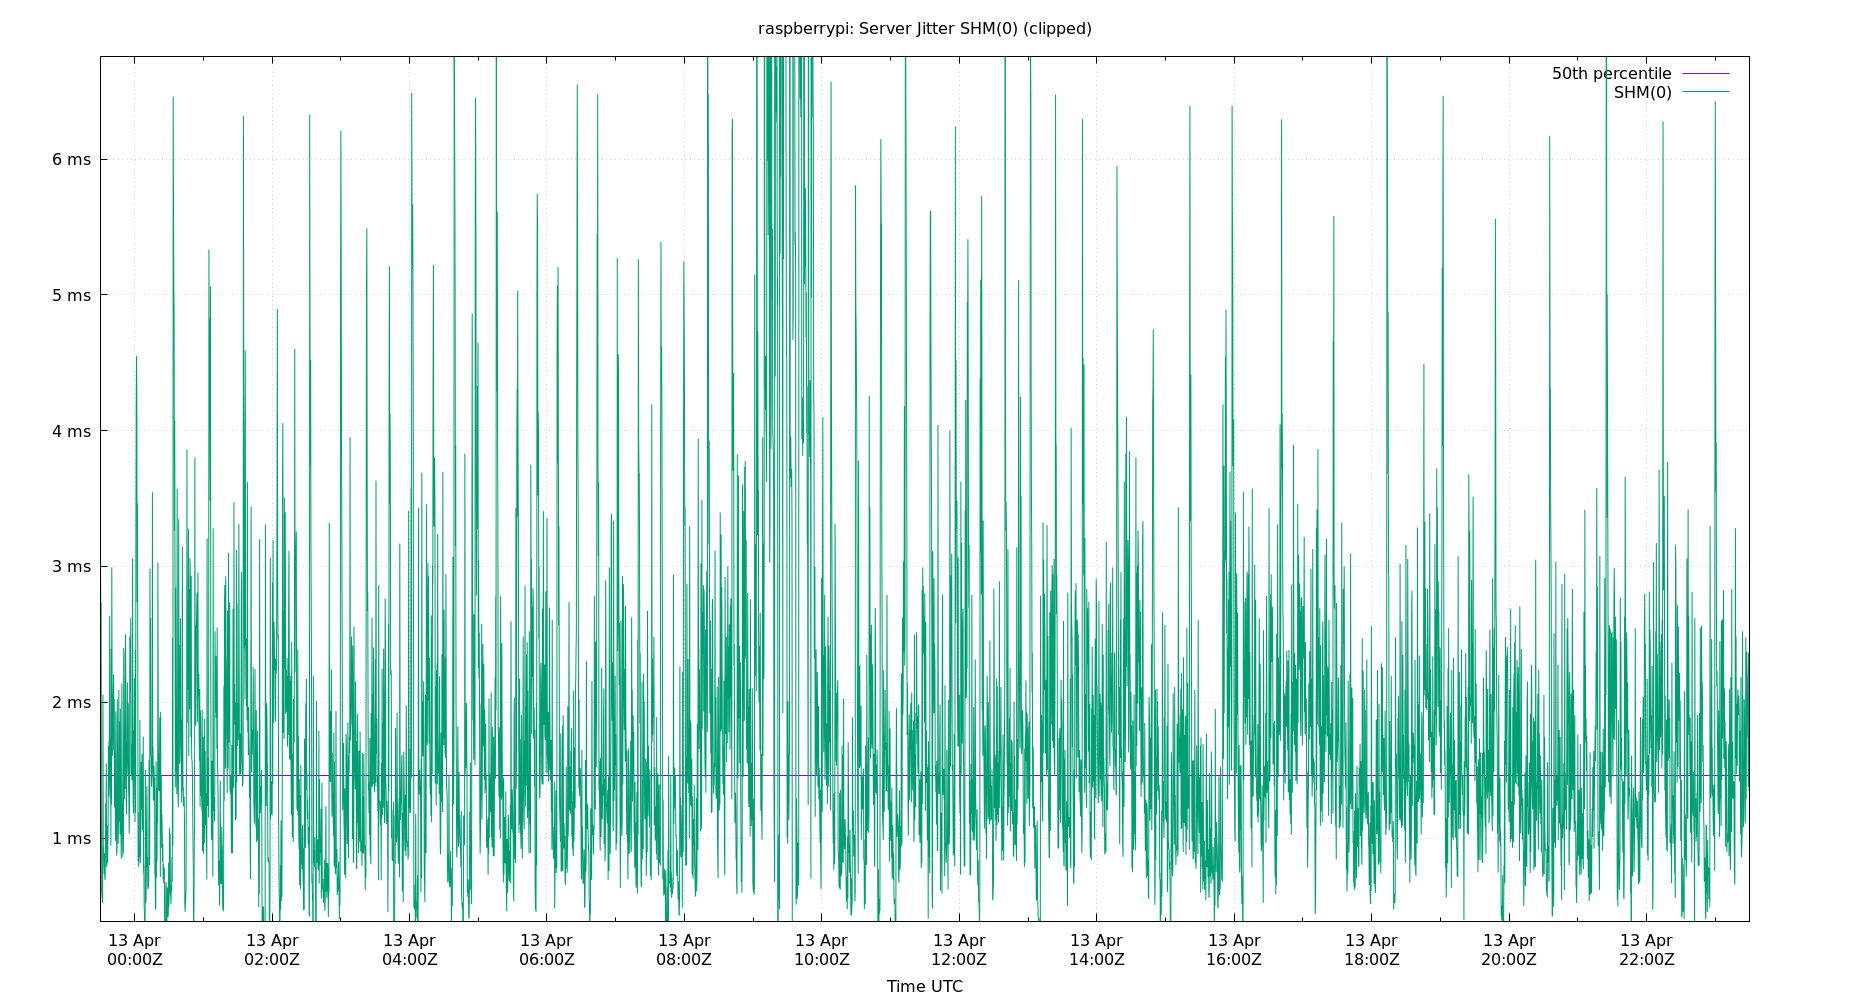 raspberrypi: Server Jitter SHM(0) (clipped)
50th percentile
SHM(0)
6 ms
5 ms
4 ms
3 ms
2 ms
1 ms
13 Apr 13 Apr 13 Apr 13 Apr 13 Apr 13 Apr 13 Apr 13 Apr 13 Apr 13 Apr 13 Apr 13 Apr
00:00Z 02:00Z 04:00Z 06:00Z 08:00Z 10:00Z 12:00Z 14:00Z 16:00Z 18:00Z 20:00Z 22:00Z
Time UTC